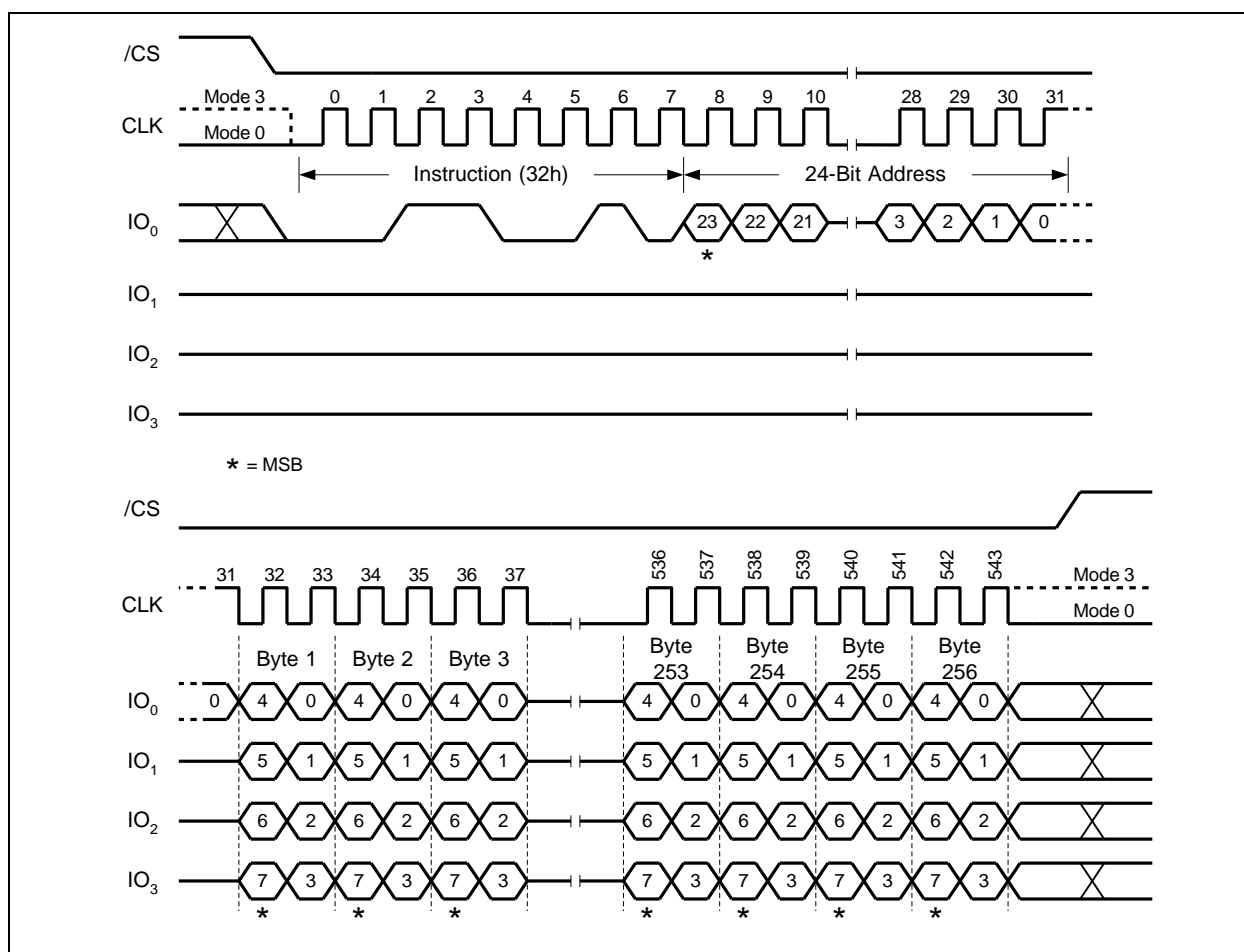 /CS
Mode 3 0 1 2 3 4 5 6 7 8 9 10 28 29 30 31
CLK
Mode 0
Instruction (32h) 24-Bit Address
IO0 23 22 21 3 2 1 0
*
IO1
IO2
IO3
* = MSB
/CS
31 32 33 34 35 36 37 536 537 538 539 540 541 542 543 Mode 3
CLK
Mode 0
Byte 1 Byte 2 Byte 3 Byte 253 Byte 254 Byte 255 Byte 256
IO0 0 4 0 4 0 4 0 4 0 4 0 4 0 4 0
IO1 5 1 5 1 5 1 5 1 5 1 5 1 5 1
IO2 6 2 6 2 6 2 6 2 6 2 6 2 6 2
IO3 7 3 7 3 7 3 7 3 7 3 7 3 7 3
* * * * * * *